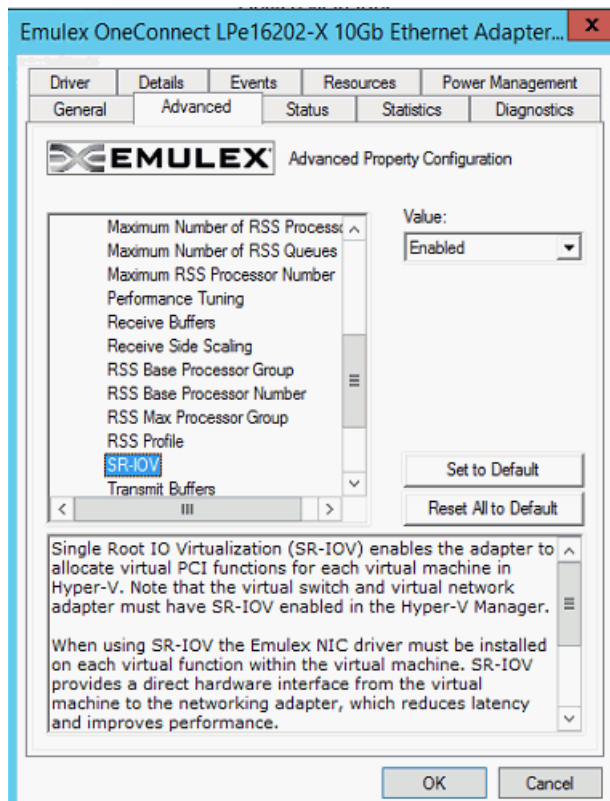 Emulex OneConnect LPe16202-X 10Gb Ethernet Adapter... x
Driver Details Events Resources Power Management
General Advanced Status Statistics Diagnostics
EMULEX Advanced Property Configuration
Value:
Enabled
Maximum Number of RSS Process
Maximum Number of RSS Queues
Maximum RSS Processor Number
Performance Tuning
Receive Buffers
Receive Side Scaling
RSS Base Processor Group
RSS Base Processor Number
RSS Max Processor Group
RSS Profile
SR-IOV
Transmit Buffers
Set to Default
Reset All to Default
Single Root IO Virtualization (SR-IOV) enables the adapter to
allocate virtual PCI functions for each virtual machine in
Hyper-V. Note that the virtual switch and virtual network
adapter must have SR-IOV enabled in the Hyper-V Manager.
When using SR-IOV the Emulex NIC driver must be installed
on each virtual function within the virtual machine. SR-IOV
provides a direct hardware interface from the virtual
machine to the networking adapter, which reduces latency
and improves performance.
OK Cancel